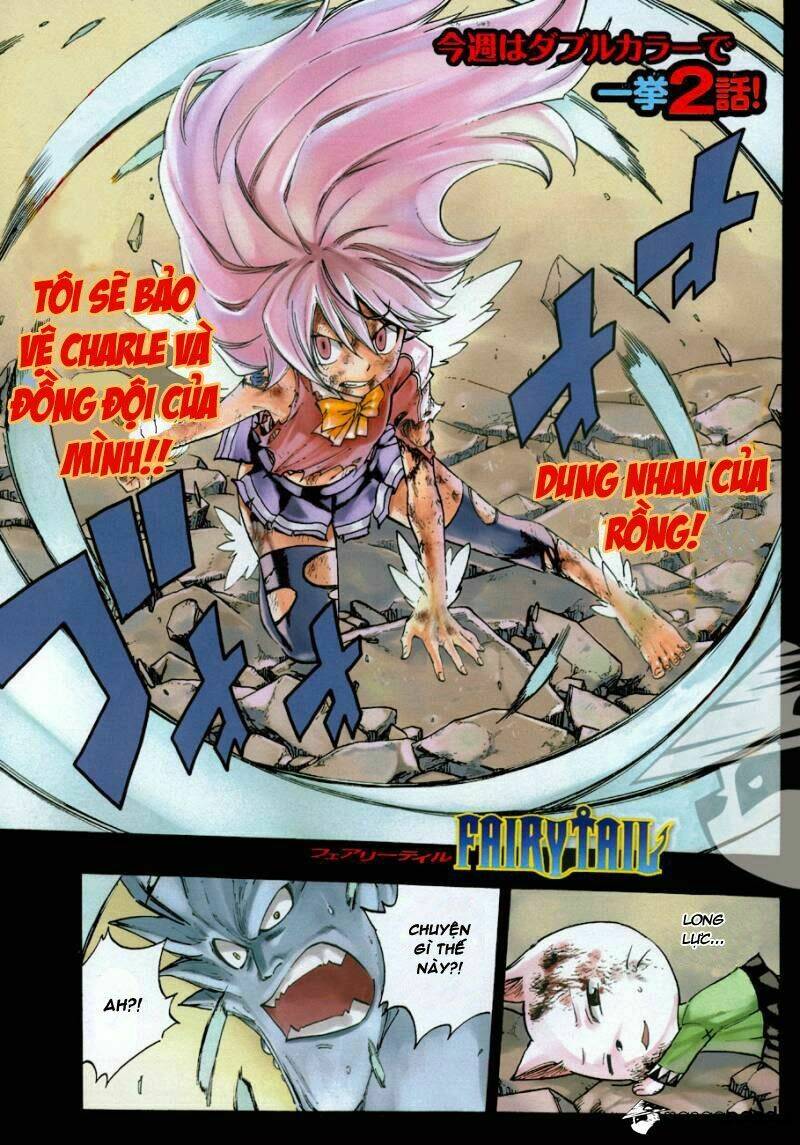 今週はダブルカラーで
一挙2話!
TÔI SẼ BẢO
VỆ CHARLE VÀ
ĐỒNG ĐỘI CỦA
MÌNH!!
DUNG NHAN CỦA
RỒNG!
フェアリーテイル
FAIRY TAIL
LONG
LỰC...
CHUYỆN
GÌ THẾ
NÀY?!
AH?!